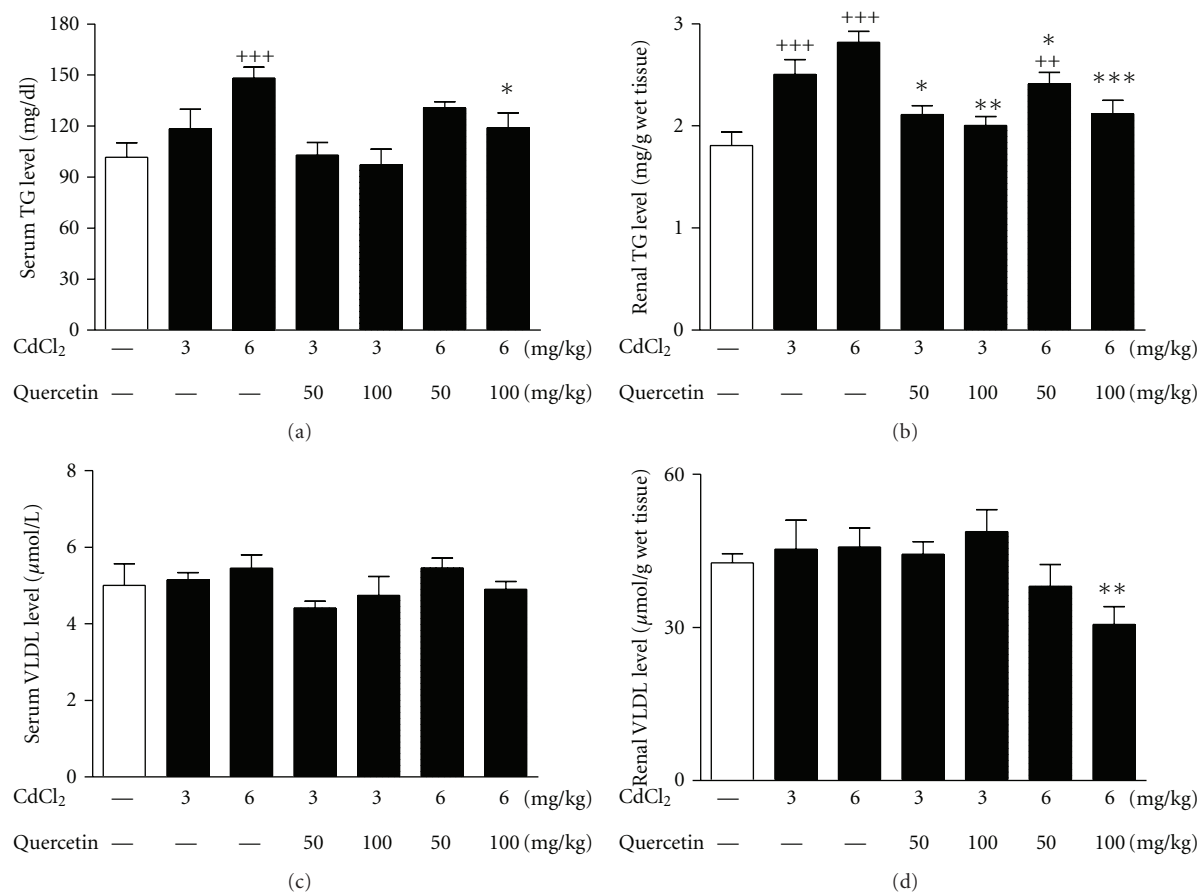 180
150
120
90
60
30
0
Serum TG level (mg/dl)
+++
*
CdCl₂ — 3 6 3 3 6 6 (mg/kg)
Quercetin — — — 50 100 50 100 (mg/kg)
(a)
3
2
1
0
Renal TG level (mg/g wet tissue)
+++
+++
*
**
*
++
***
CdCl₂ — 3 6 3 3 6 6 (mg/kg)
Quercetin — — — 50 100 50 100 (mg/kg)
(b)
8
6
4
2
0
Serum VLDL level (µmol/L)
CdCl₂ — 3 6 3 3 6 6 (mg/kg)
Quercetin — — — 50 100 50 100 (mg/kg)
(c)
60
30
0
Renal VLDL level (µmol/g wet tissue)
**
CdCl₂ — 3 6 3 3 6 6 (mg/kg)
Quercetin — — — 50 100 50 100 (mg/kg)
(d)